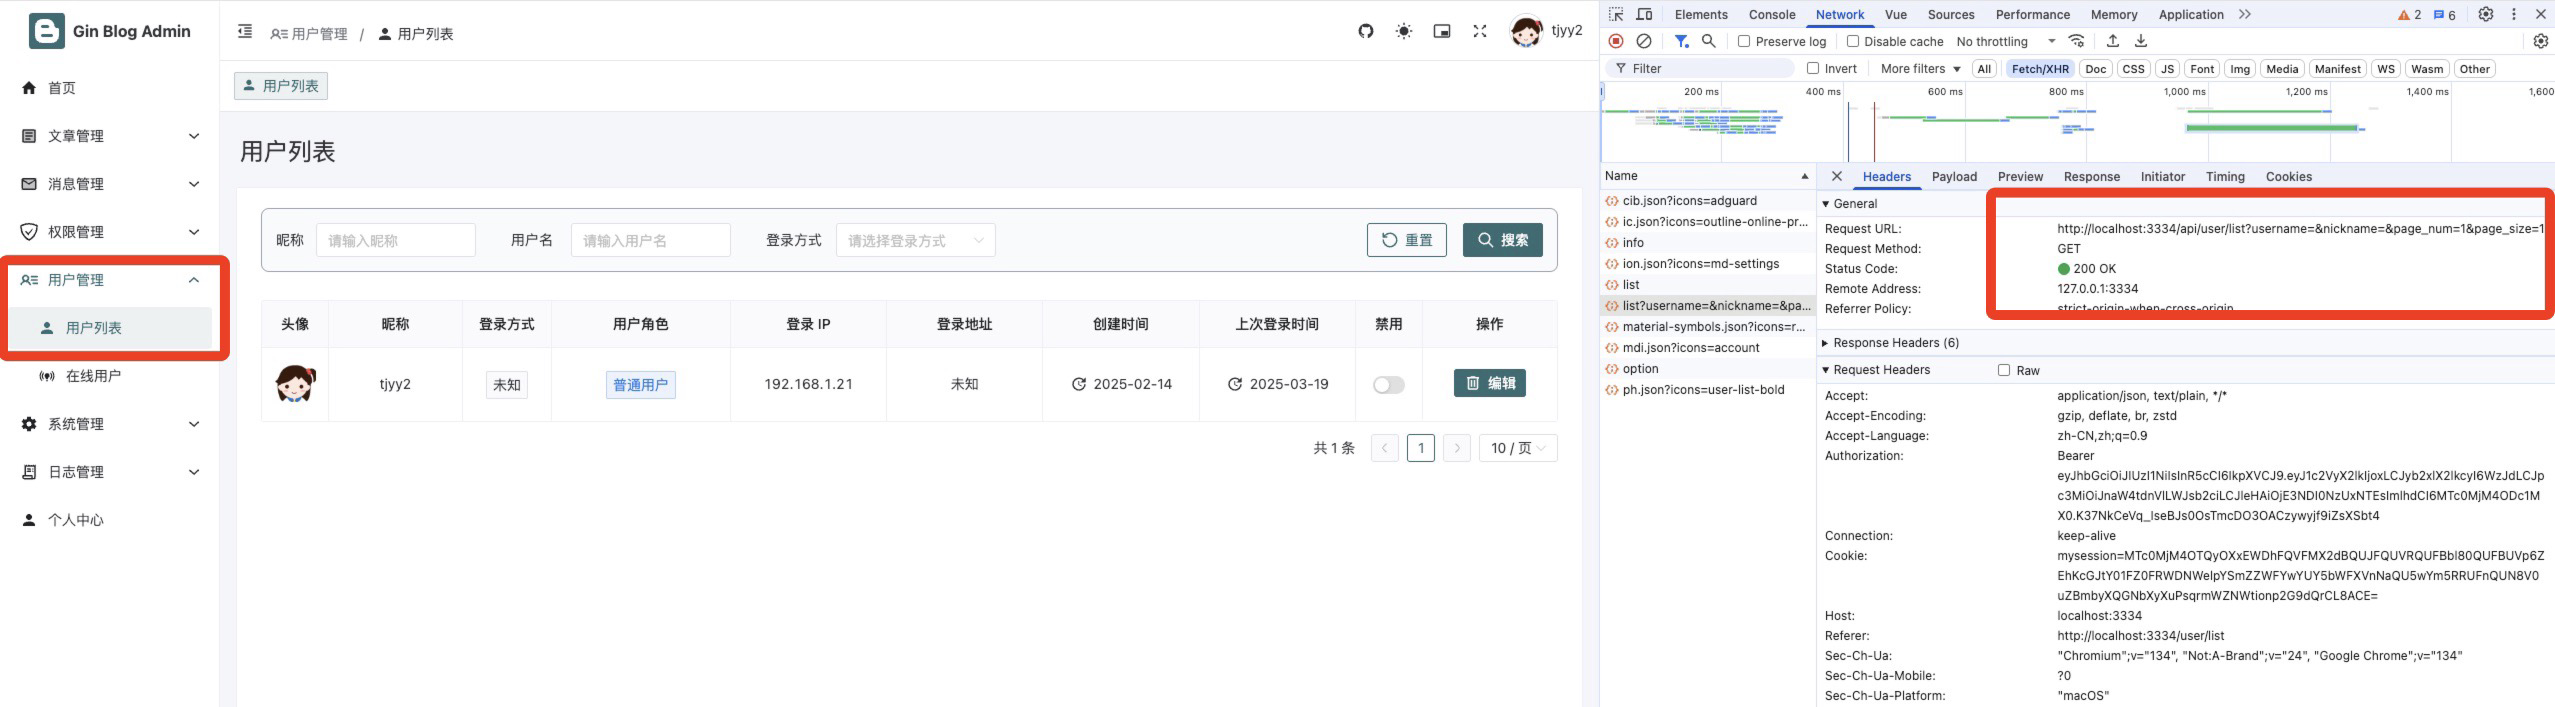 Gin Blog Admin
首页
文章管理
消息管理
权限管理
用户管理
用户列表
在线用户
系统管理
日志管理
个人中心
用户管理 / 用户列表
tjyy2
用户列表
用户列表
昵称 请输入昵称 用户名 请输入用户名 登录方式 请选择登录方式 重置 搜索
头像 昵称 登录方式 用户角色 登录 IP 登录地址 创建时间 上次登录时间 禁用 操作
tjyy2 未知 普通用户 192.168.1.21 未知 2025-02-14 2025-03-19 编辑
共 1 条 1 10 / 页
Elements Console Network Vue Sources Performance Memory Application 2 6
Preserve log Disable cache No throttling
Filter Invert More filters All Fetch/XHR Doc CSS JS Font Img Media Manifest WS Wasm Other
200 ms 400 ms 600 ms 800 ms 1,000 ms 1,200 ms 1,400 ms 1,600
Name
cib.json?icons=adguard
ic.json?icons=outline-online-pr...
info
ion.json?icons=md-settings
list
list?username=&nickname=&pa...
material-symbols.json?icons=r...
mdi.json?icons=account
option
ph.json?icons=user-list-bold
Headers Payload Preview Response Initiator Timing Cookies
General
Request URL: http://localhost:3334/api/user/list?username=&nickname=&page_num=1&page_size=1
Request Method: GET
Status Code: 200 OK
Remote Address: 127.0.0.1:3334
Referrer Policy: strict-origin-when-cross-origin
Response Headers (6)
Request Headers Raw
Accept: application/json, text/plain, */*
Accept-Encoding: gzip, deflate, br, zstd
Accept-Language: zh-CN,zh;q=0.9
Authorization: Bearer
Connection: keep-alive
Cookie:
Host: localhost:3334
Referer: http://localhost:3334/user/list
Sec-Ch-Ua: "Chromium";v="134", "Not:A-Brand";v="24", "Google Chrome";v="134"
Sec-Ch-Ua-Mobile: ?0
Sec-Ch-Ua-Platform: "macOS"